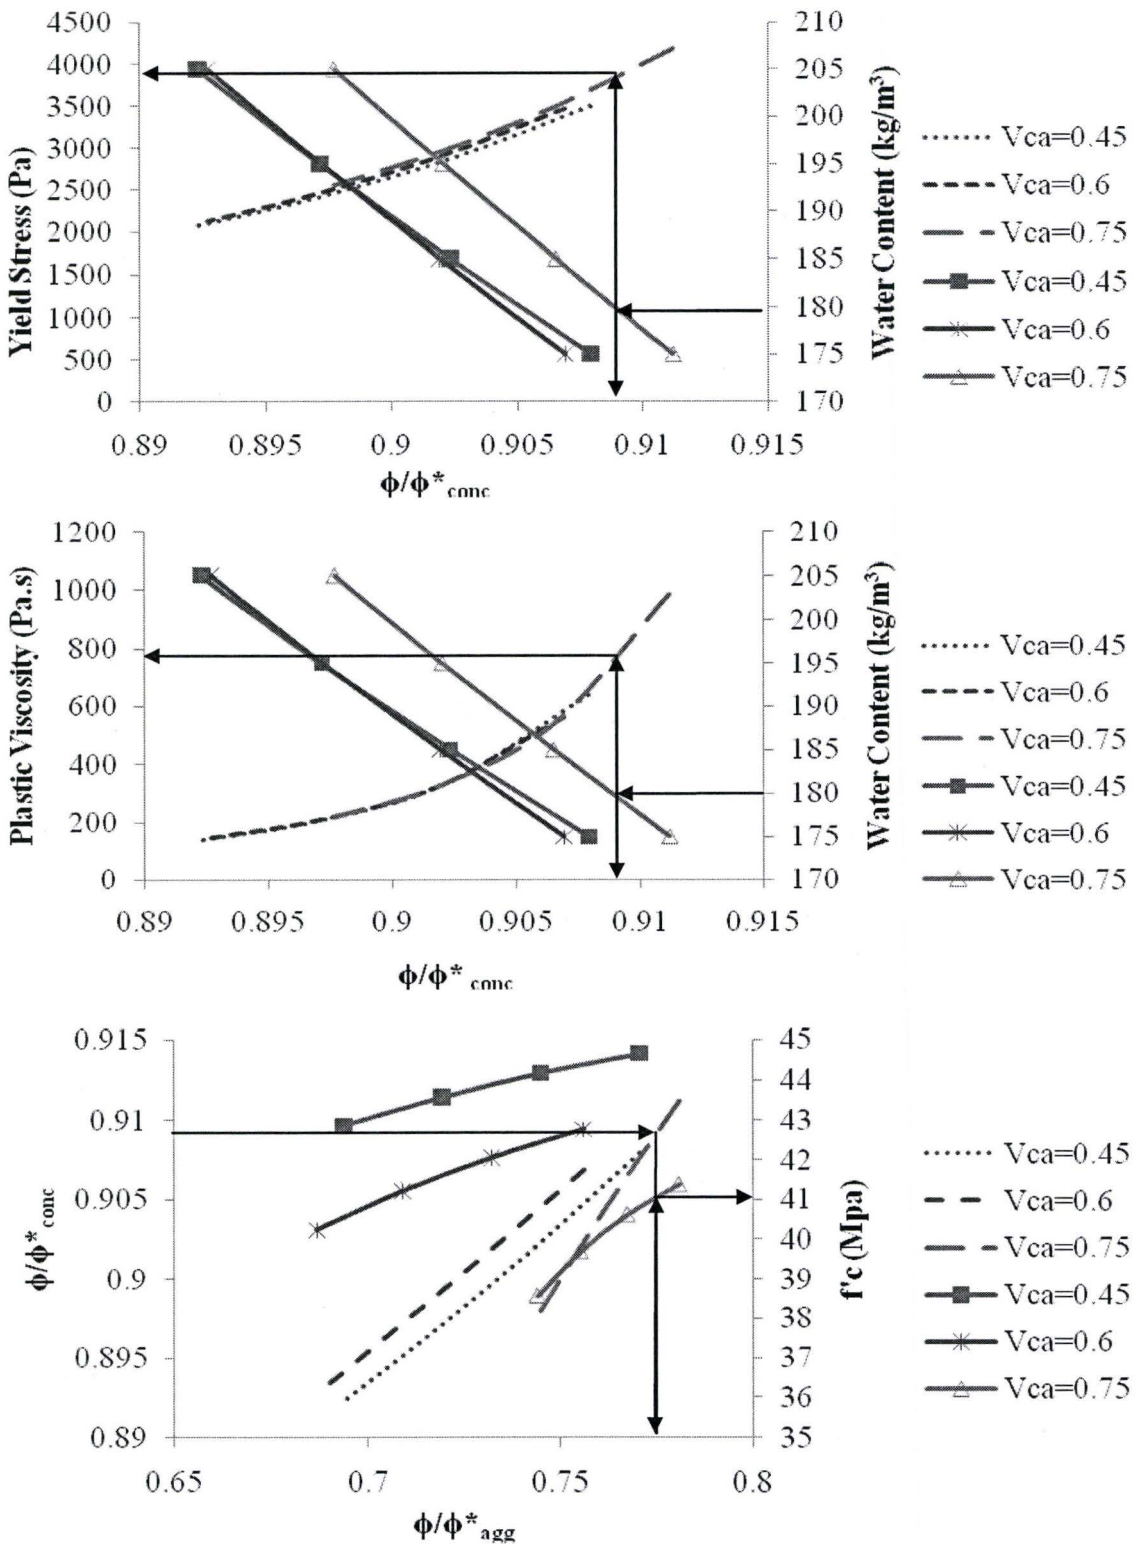 4500
4000
3500
3000
2500
2000
1500
1000
500
0
Yield Stress (Pa)
210
205
200
195
190
185
180
175
170
Water Content (kg/m³)
0.89 0.895 0.9 0.905 0.91 0.915
ϕ/ϕ*conc
Vca=0.45
Vca=0.6
Vca=0.75
Vca=0.45
Vca=0.6
Vca=0.75
1200
1000
800
600
400
200
0
Plastic Viscosity (Pa.s)
210
205
200
195
190
185
180
175
170
Water Content (kg/m³)
0.89 0.895 0.9 0.905 0.91 0.915
ϕ/ϕ* conc
Vca=0.45
Vca=0.6
Vca=0.75
Vca=0.45
Vca=0.6
Vca=0.75
0.915
0.91
0.905
0.9
0.895
0.89
ϕ/ϕ*conc
45
44
43
42
41
40
39
38
37
36
35
f'c (Mpa)
0.65 0.7 0.75 0.8
ϕ/ϕ*agg
Vca=0.45
Vca=0.6
Vca=0.75
Vca=0.45
Vca=0.6
Vca=0.75